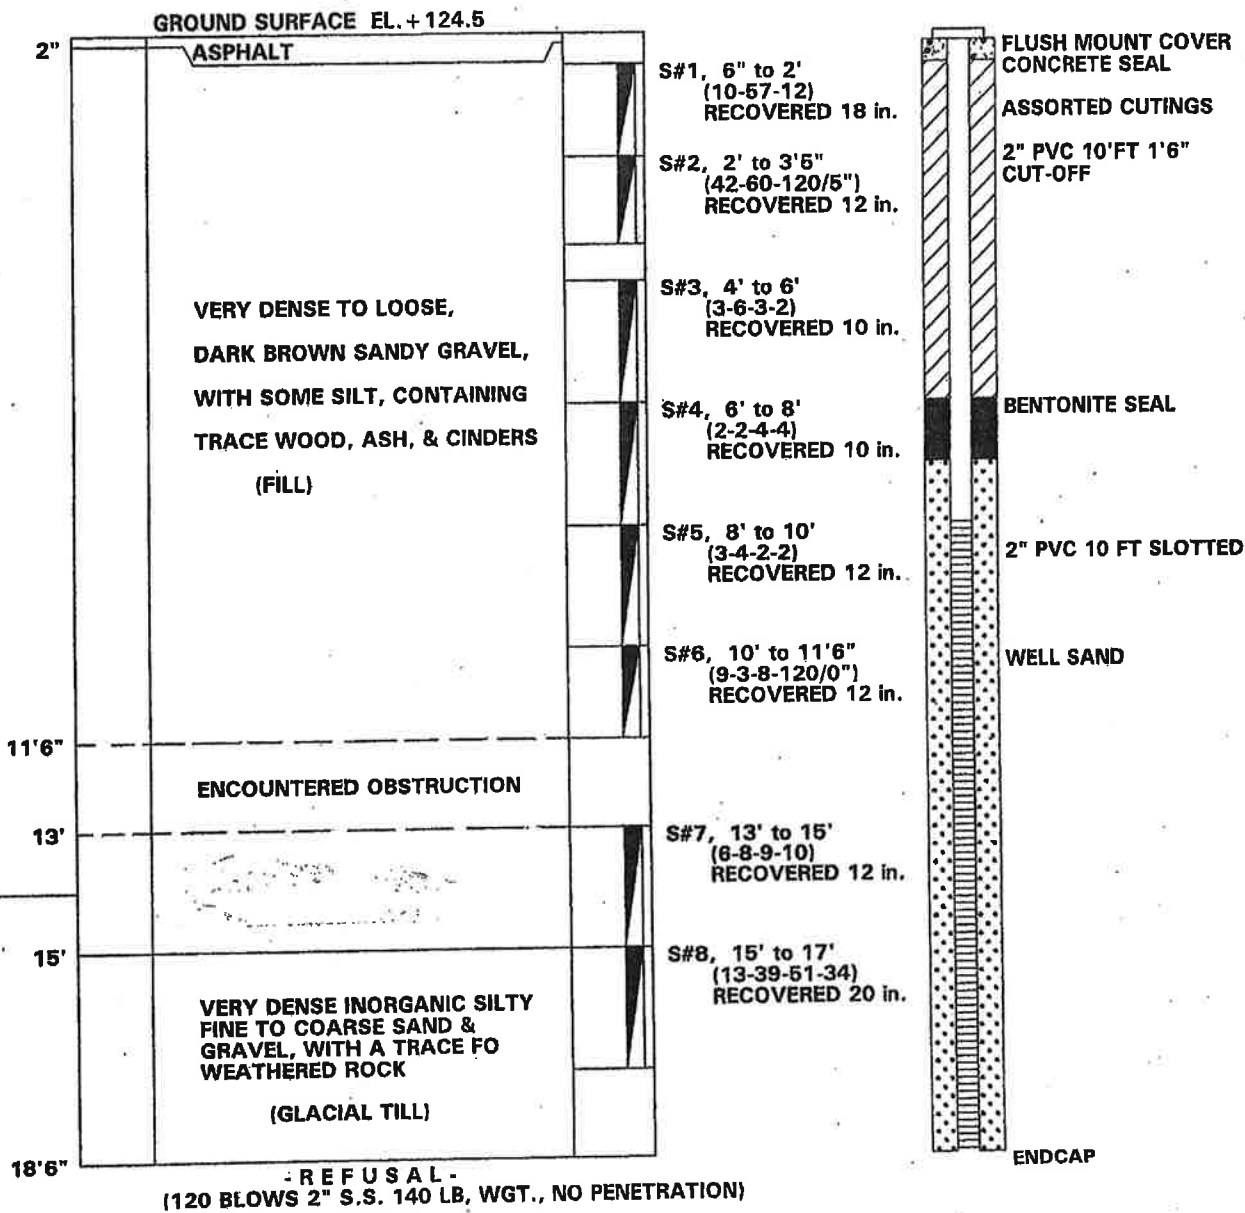 GROUND SURFACE EL.+124.5
2"
ASPHALT
S#1, 6" to 2'
(10-57-12)
RECOVERED 18 in.
S#2, 2' to 3'5"
(42-60-120/5")
RECOVERED 12 in.
VERY DENSE TO LOOSE,
DARK BROWN SANDY GRAVEL,
WITH SOME SILT, CONTAINING
TRACE WOOD, ASH, & CINDERS
(FILL)
S#3, 4' to 6'
(3-6-3-2)
RECOVERED 10 in.
S#4, 6' to 8'
(2-2-4-4)
RECOVERED 10 in.
S#5, 8' to 10'
(3-4-2-2)
RECOVERED 12 in.
S#6, 10' to 11'6"
(9-3-8-120/0")
RECOVERED 12 in.
11'6"
ENCOUNTERED OBSTRUCTION
13'
S#7, 13' to 15'
(6-8-9-10)
RECOVERED 12 in.
15'
S#8, 15' to 17'
(13-39-51-34)
RECOVERED 20 in.
VERY DENSE INORGANIC SILTY
FINE TO COARSE SAND &
GRAVEL, WITH A TRACE FO
WEATHERED ROCK
(GLACIAL TILL)
18'6"
-REFUSAL-
(120 BLOWS 2" S.S. 140 LB, WGT., NO PENETRATION)
FLUSH MOUNT COVER
CONCRETE SEAL
ASSORTED CUTINGS
2" PVC 10'FT 1'6"
CUT-OFF
BENTONITE SEAL
2" PVC 10 FT SLOTTED
WELL SAND
ENDCAP